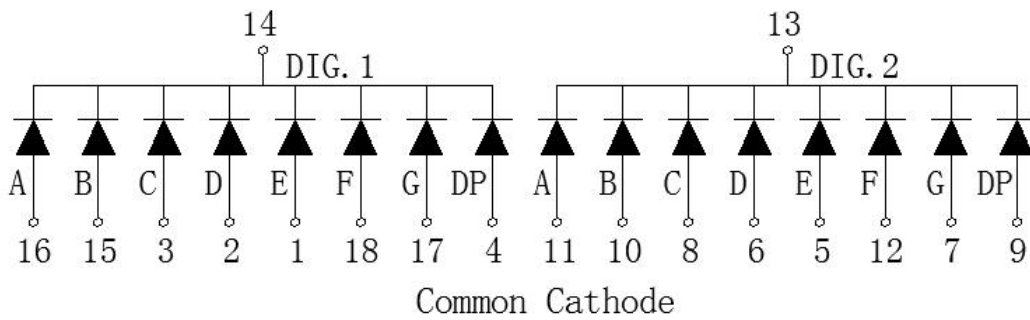 14 13
DIG.1 DIG.2
A B C D E F G DP A B C D E F G DP
16 15 3 2 1 18 17 4 11 10 8 6 5 12 7 9
Common Cathode